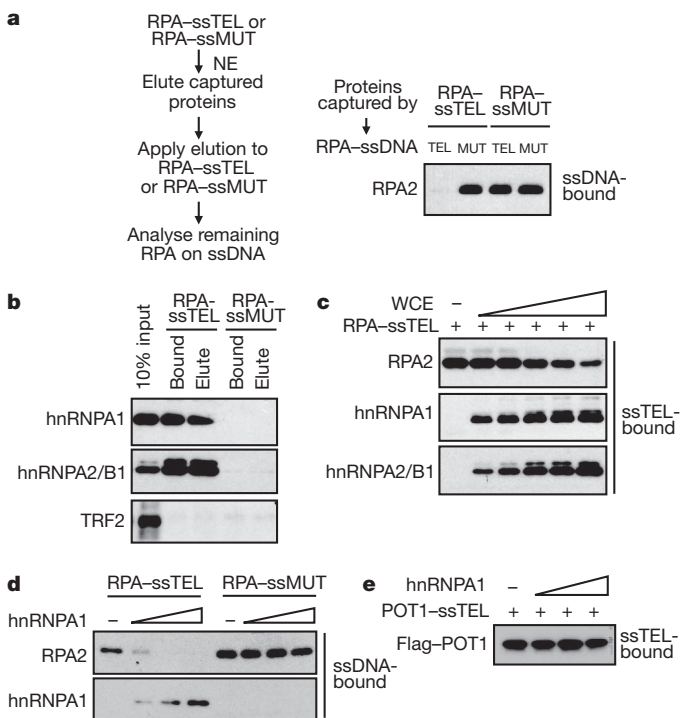 a
RPA–ssTEL or
RPA–ssMUT
NE
Elute captured
proteins
Apply elution to
RPA–ssTEL
or RPA–ssMUT
Analyse remaining
RPA on ssDNA
Proteins
captured by
RPA–
ssTEL
RPA–
ssMUT
RPA–ssDNA
TEL MUT TEL MUT
RPA2
ssDNA-
bound
b
10% input
RPA-
ssTEL
RPA-
ssMUT
Bound
Elute
Bound
Elute
hnRNPA1
hnRNPA2/B1
TRF2
c
WCE –
RPA–ssTEL + + + + + +
RPA2
hnRNPA1
hnRNPA2/B1
ssTEL-
bound
d
RPA–ssTEL RPA–ssMUT
hnRNPA1 – –
RPA2
hnRNPA1
ssDNA-
bound
e
hnRNPA1 –
POT1–ssTEL + + + +
Flag–POT1
ssTEL-
bound